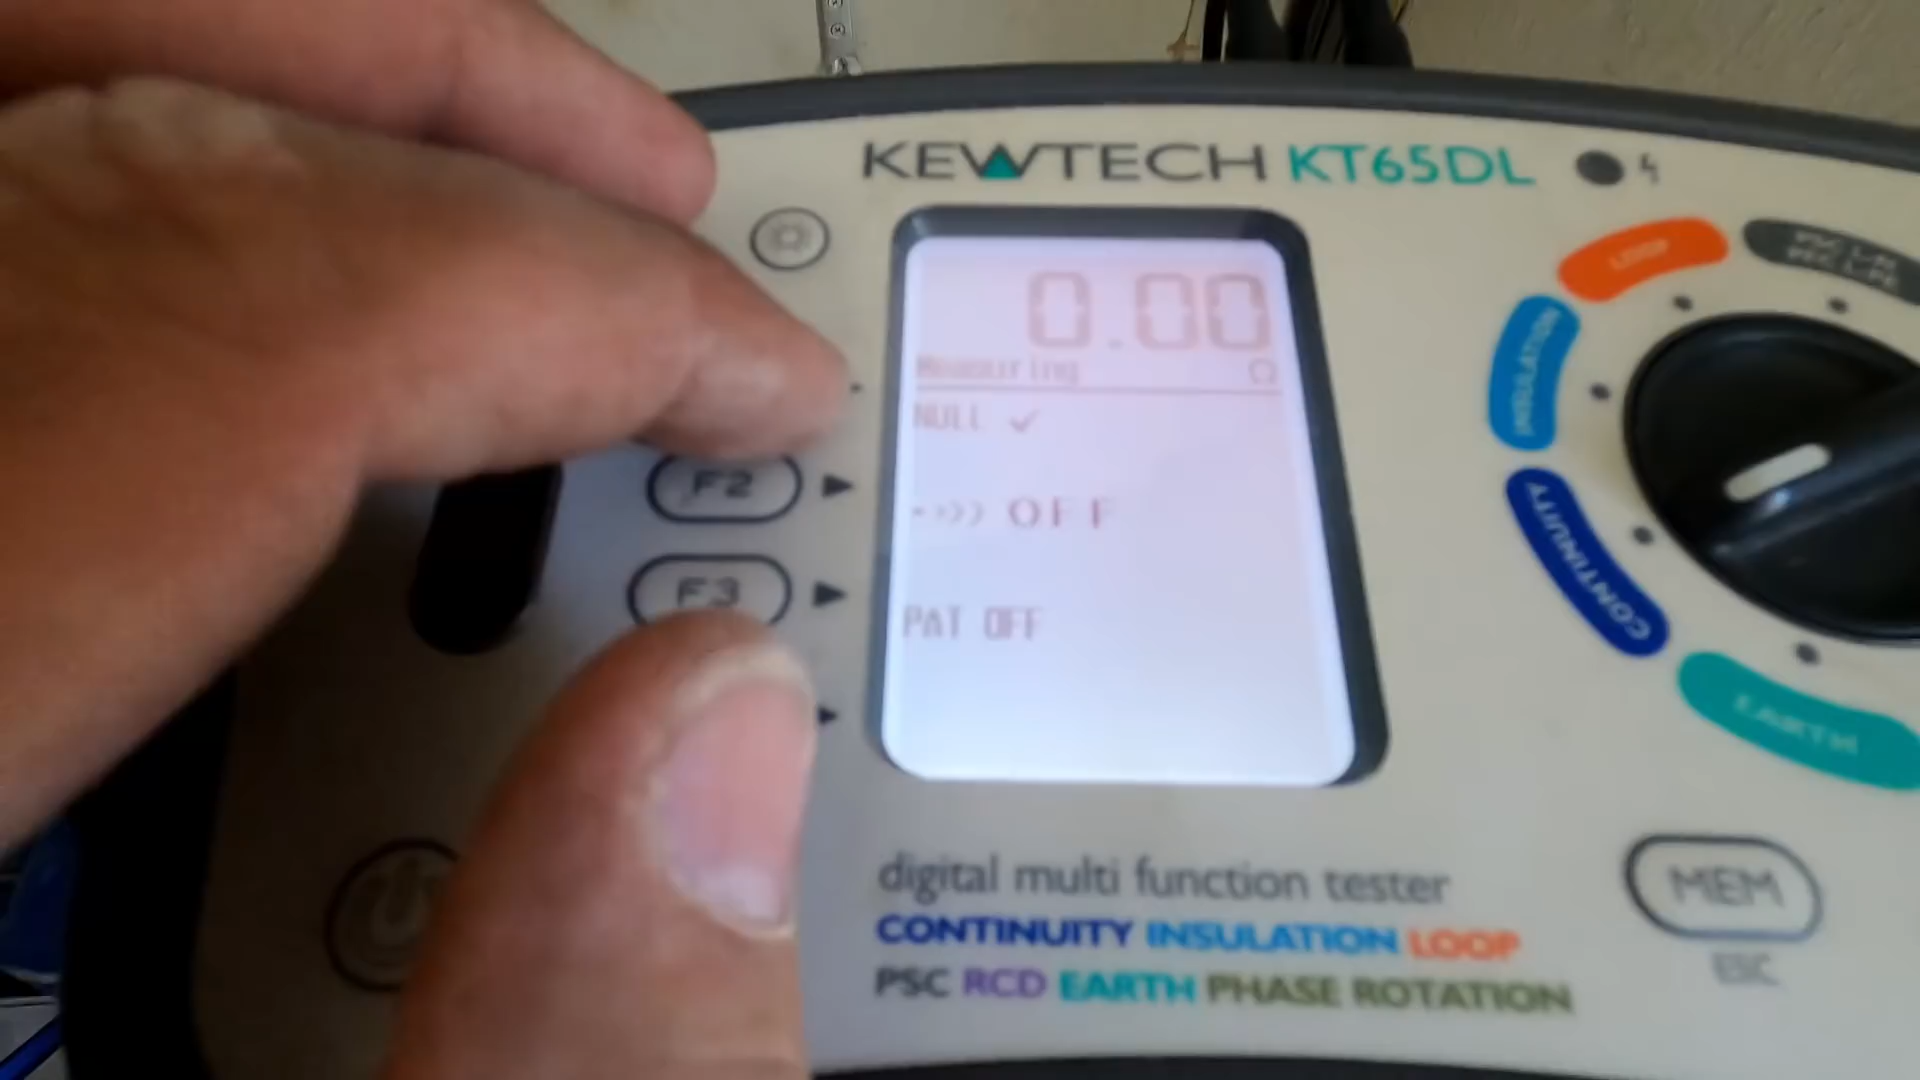 KEWTECH KT65DL
LOOP
INSULATION
CONTINUITY
EARTH
0.00
Measuring Ω
NULL ✓
F2
OFF
F3
PAT OFF
digital multi function tester
CONTINUITY INSULATION LOOP
PSC RCD EARTH PHASE ROTATION
MEM
ESC